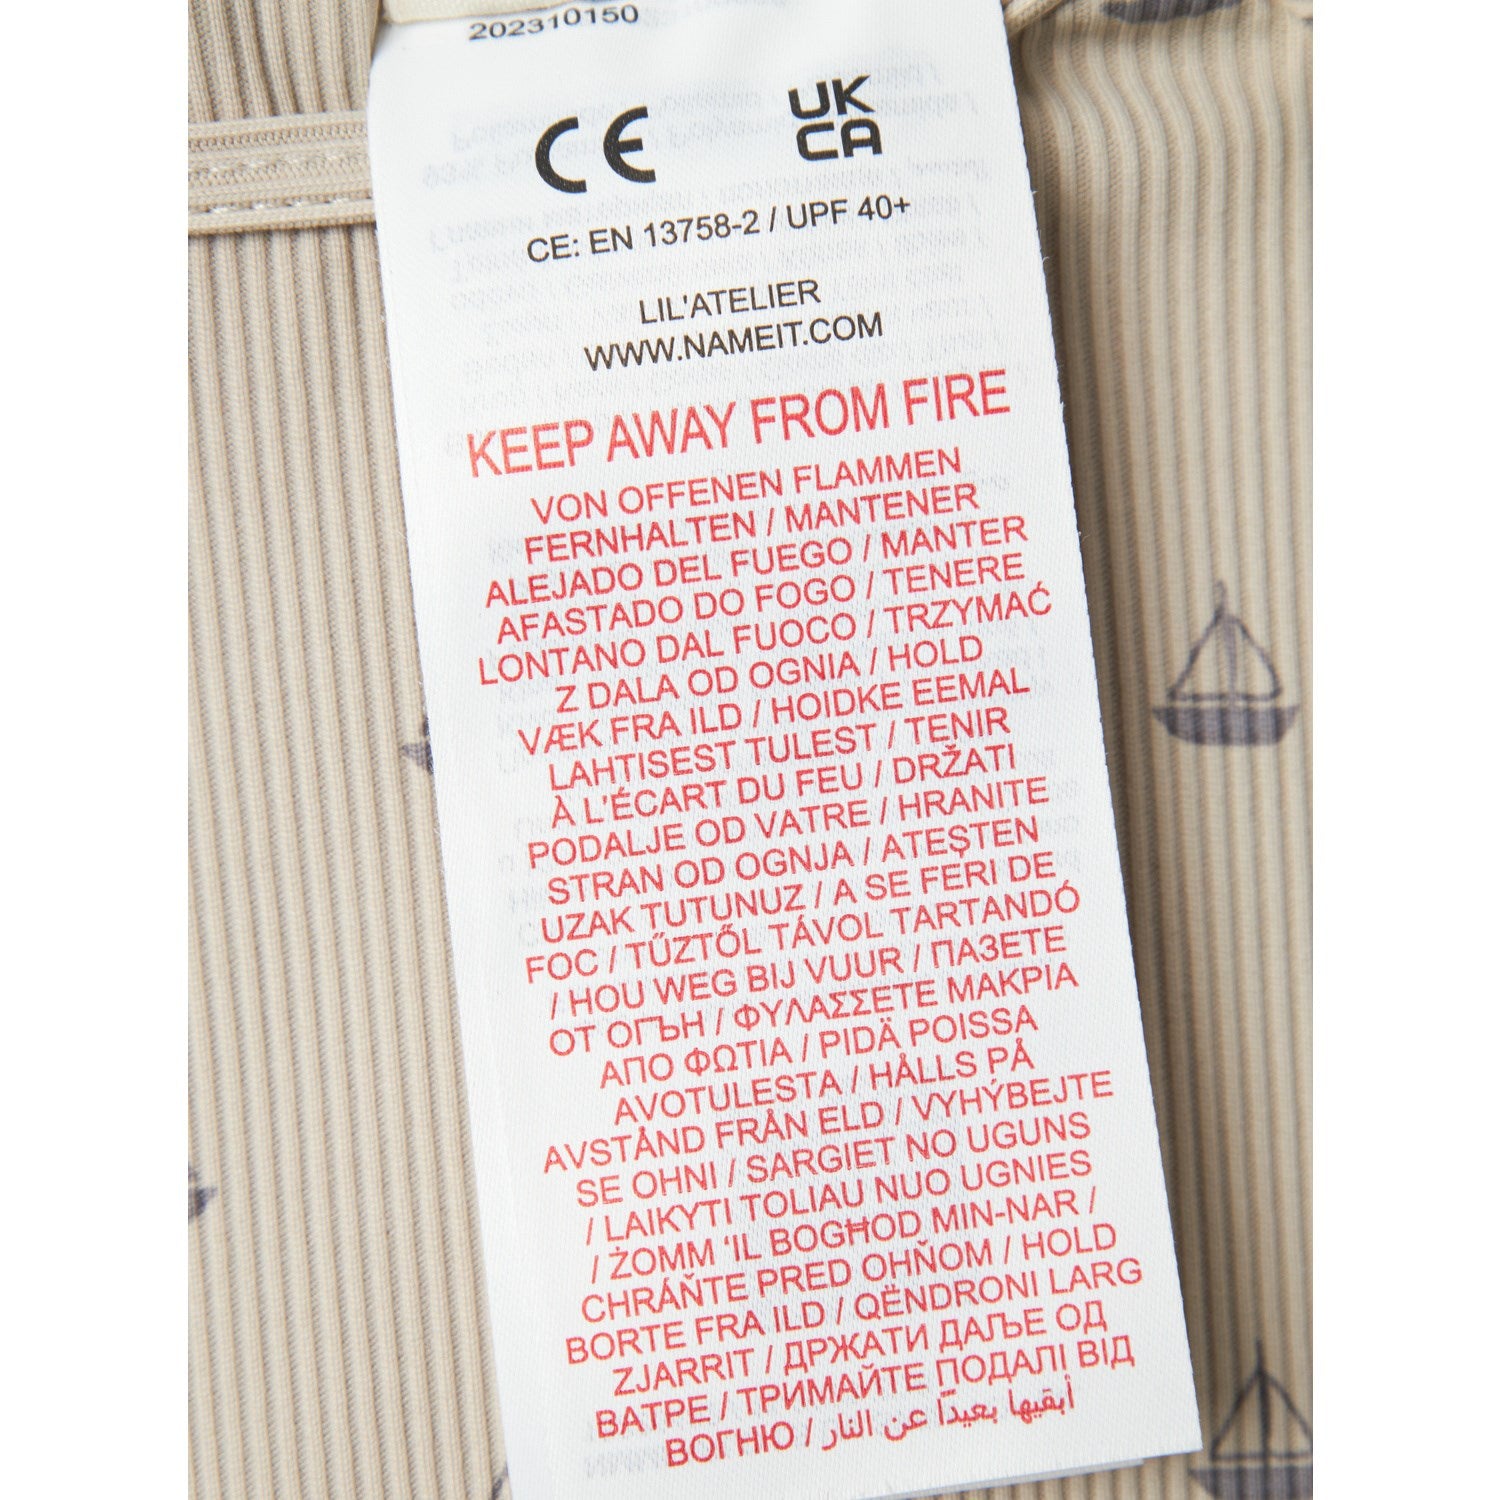 202310150
CE
UK
CA
CE: EN 13758-2 / UPF 40+
LIL'ATELIER
WWW.NAMEIT.COM
KEEP AWAY FROM FIRE
VON OFFENEN FLAMMEN
FERNHALTEN / MANTENER
ALEJADO DEL FUEGO / MANTER
AFASTADO DO FOGO / TENERE
LONTANO DAL FUOCO / TRZYMAĆ
Z DALA OD OGNIA / HOLD
VÆK FRA ILD / HOIDKE EEMAL
LAHTISEST TULEST / TENIR
À L'ÉCART DU FEU / DRŽATI
PODALJE OD VATRE / HRANITE
STRAN OD OGNJA / ATEŞTEN
UZAK TUTUNUZ / A SE FERI DE
FOC / TŰZTŐL TÁVOL TARTANDÓ
/ HOU WEG BIJ VUUR / ПАЗЕТЕ
ОТ ОГЪН / ΦΥΛΑΣΣΕΤΕ ΜΑΚΡΙΑ
ΑΠΟ ΦΩΤΙΑ / PIDÄ POISSA
AVOTULESTA / HÅLLS PÅ
AVSTÅND FRÅN ELD / VYHÝBEJTE
SE OHNI / SARGIET NO UGUNS
/ LAIKYTI TOLIAU NUO UGNIES
/ ŻOMM 'IL BOGĦOD MIN-NAR /
CHRÁŇTE PRED OHŇOM / HOLD
BORTE FRA ILD / QËNDRONI LARG
ZJARRIT / ДРЖАТИ ДАЉЕ ОД
ВАТРЕ / ТРИМАЙТЕ ПОДАЛІ ВІД
ВОГНЮ / أبقيها بعيدًا عن النار